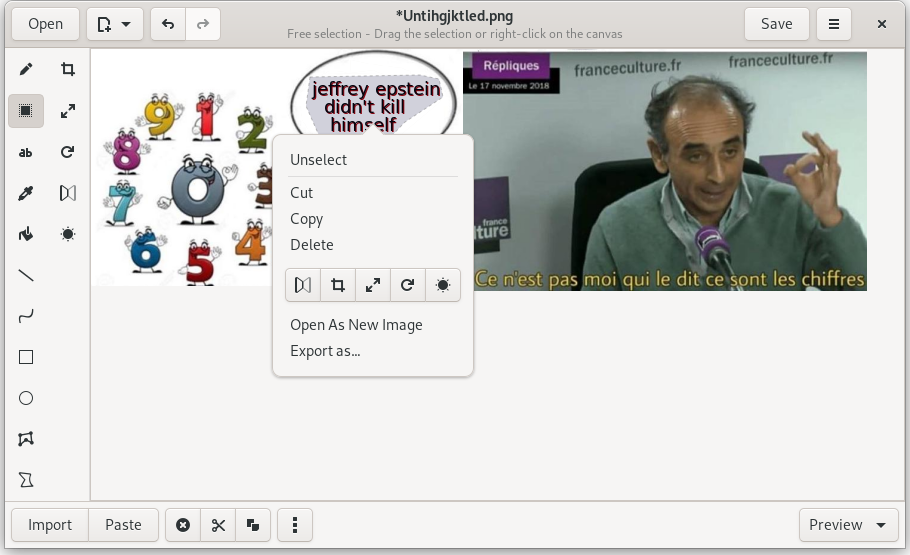 Open
*Untihgjktled.png
Free selection - Drag the selection or right-click on the canvas
Save
ab
jeffrey epstein
didn't kill
himself
9 1 2
8 0 3
7
6 5 4
Répliques
Le 17 novembre 2018
franceculture.fr
franceculture.fr
france
lture
Ce n'est pas moi qui le dit ce sont les chiffres
Unselect
Cut
Copy
Delete
Open As New Image
Export as...
Import
Paste
Preview